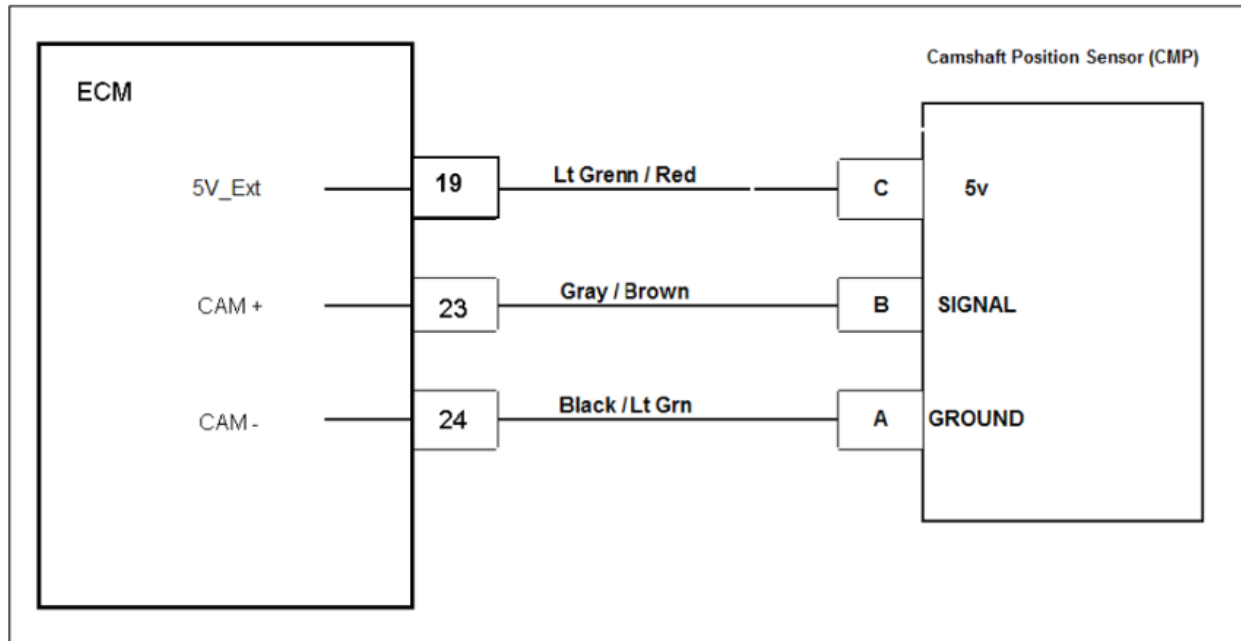 Camshaft Position Sensor (CMP)
ECM
5V_Ext
19
Lt Grenn / Red
C
5v
CAM +
23
Gray / Brown
B
SIGNAL
CAM -
24
Black / Lt Grn
A
GROUND